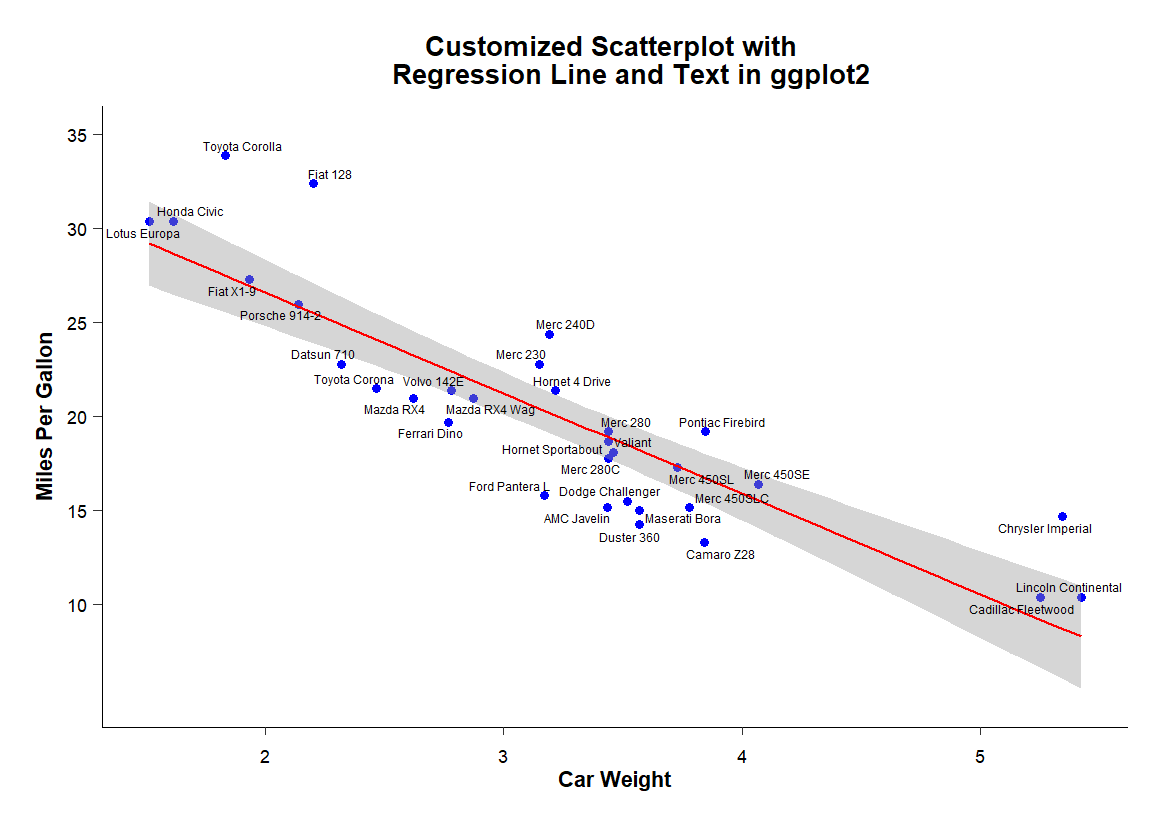 Customized Scatterplot with
Regression Line and Text in ggplot2
35
30
25
20
15
10
Miles Per Gallon
Toyota Corolla
Fiat 128
Honda Civic
Lotus Europa
Fiat X1-9
Porsche 914-2
Merc 240D
Datsun 710
Merc 230
Toyota Corona
Volvo 142E
Hornet 4 Drive
Mazda RX4
Mazda RX4 Wag
Merc 280
Pontiac Firebird
Ferrari Dino
Valiant
Hornet Sportabout
Merc 280C
Merc 450SE
Merc 450SL
Ford Pantera L
Dodge Challenger
Merc 450SLC
AMC Javelin
Maserati Bora
Chrysler Imperial
Duster 360
Camaro Z28
Lincoln Continental
Cadillac Fleetwood
2
3
4
5
Car Weight